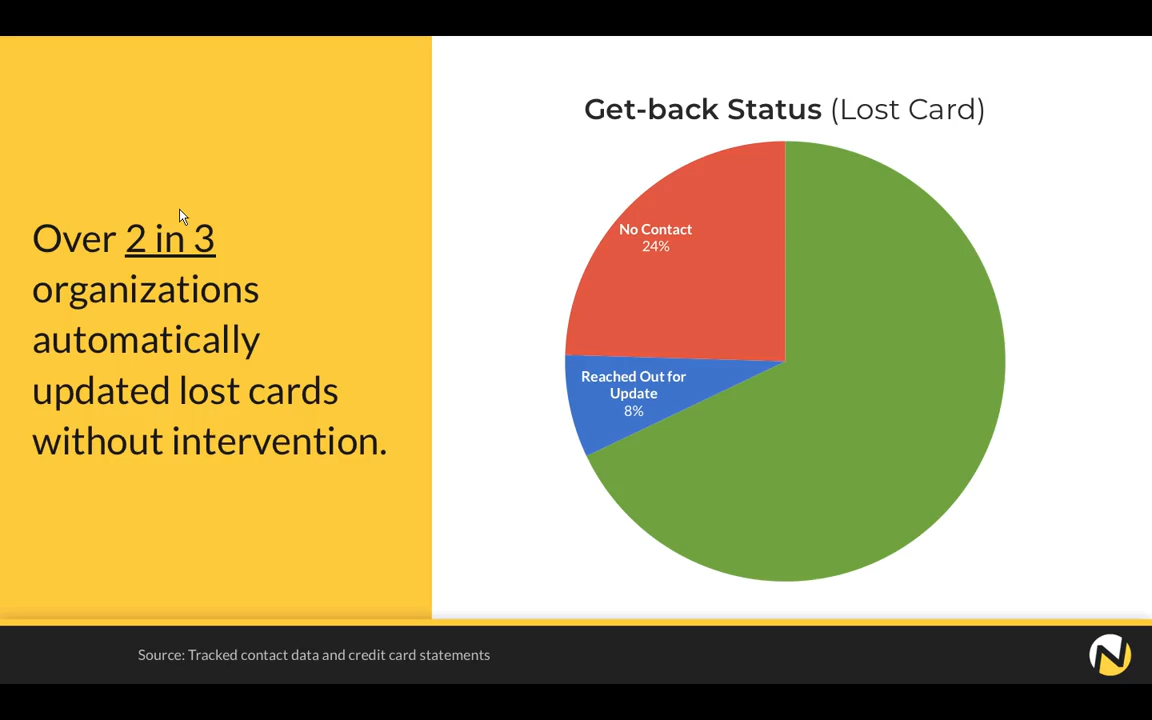 Get-back Status (Lost Card)
Over 2 in 3
organizations
automatically
updated lost cards
without intervention.
No Contact
24%
Reached Out for
Update
8%
Source: Tracked contact data and credit card statements
N